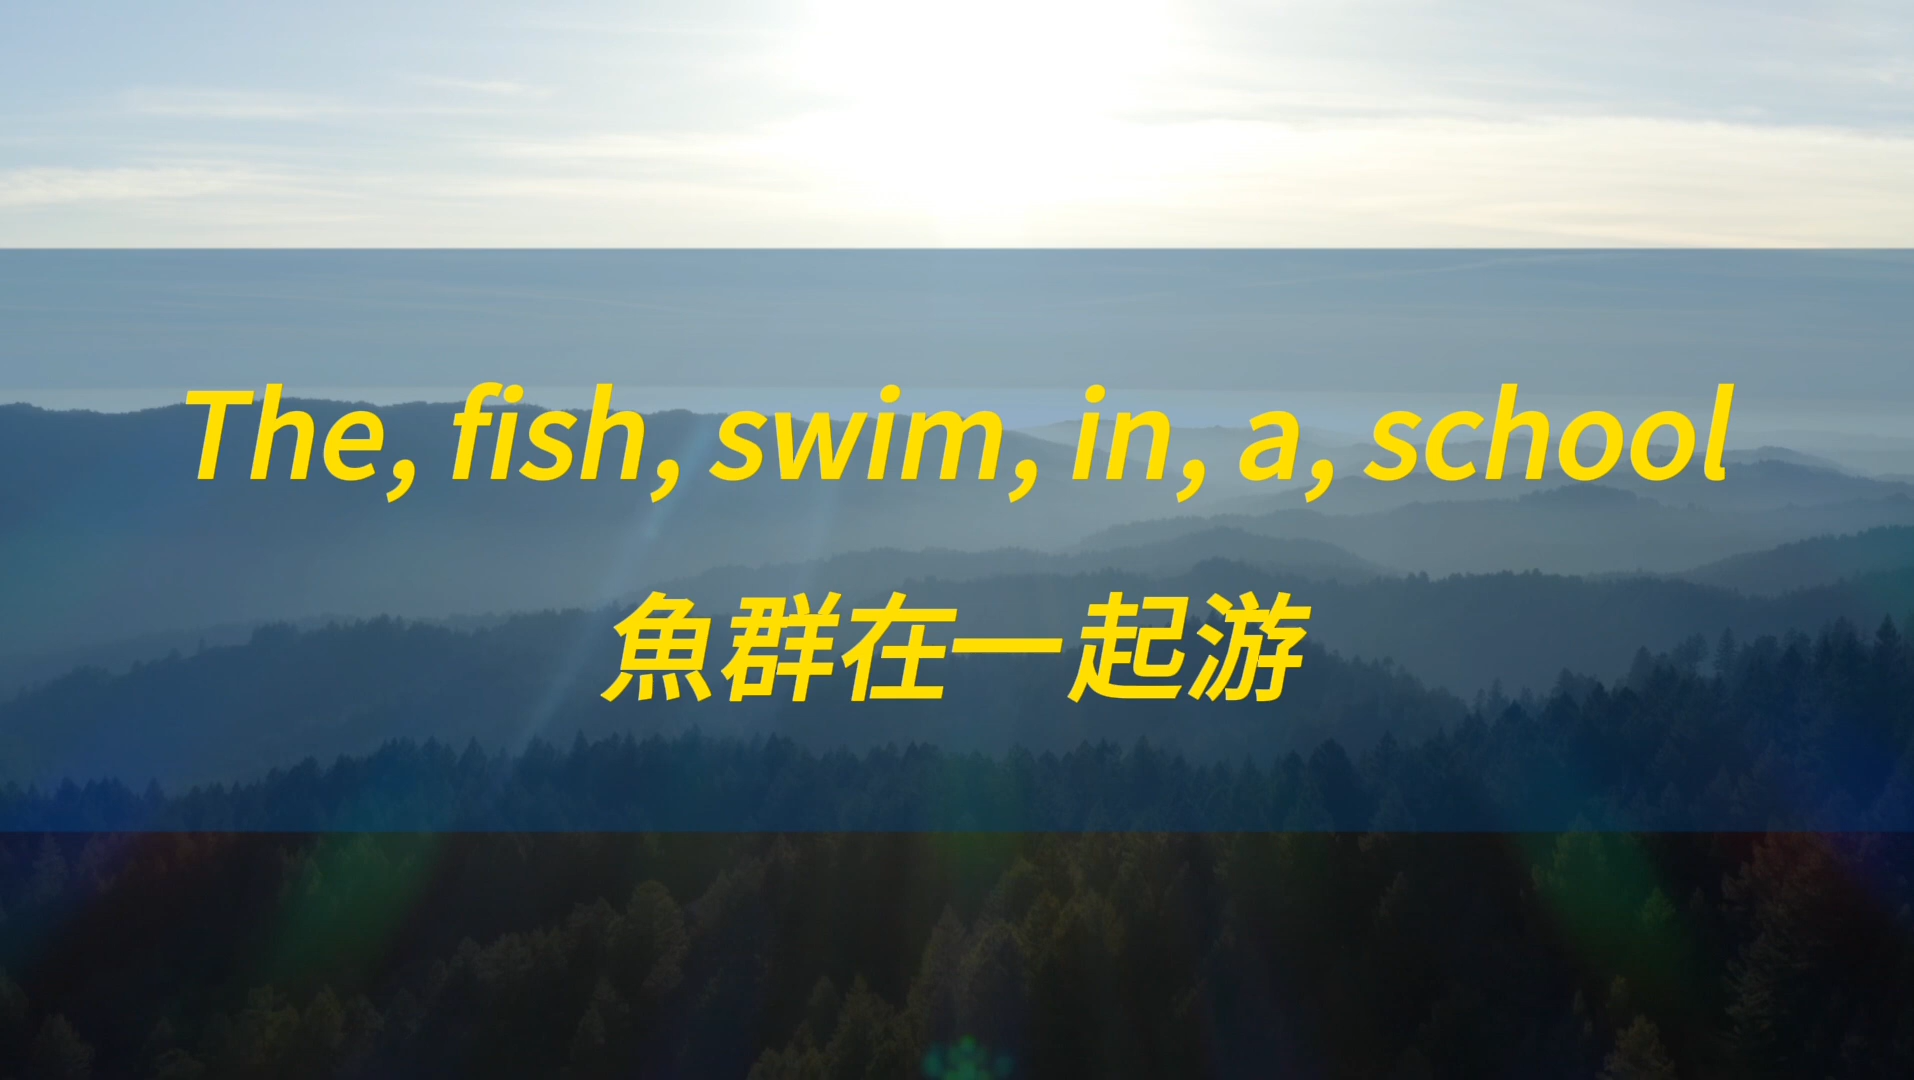 The, fish, swim, in, a, school
魚群在一起游